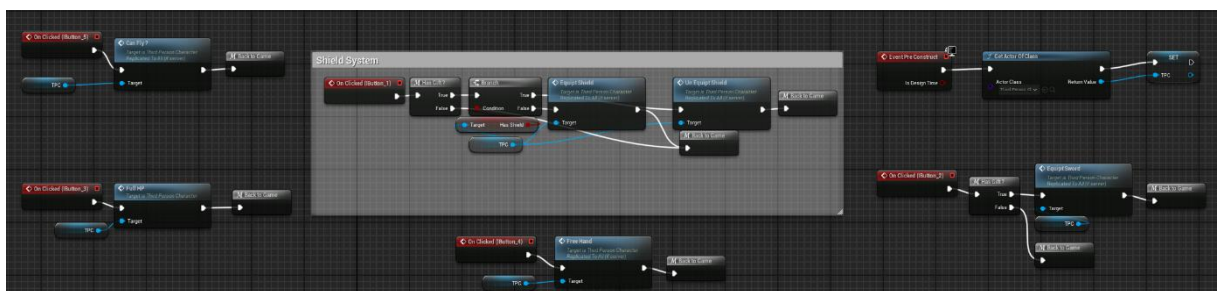 On Clicked (Button_5)
Can Fly ?
Target is Third Person Character
Replicated To All (if server)
Target
TPC
Back to Game
On Clicked (Button_3)
Full HP
Target is Third Person Character
Target
TPC
Back to Game
Shield System
On Clicked (Button_1)
Has Gift ?
True
False
Branch
Condition
True
False
Target
Has Shield
TPC
Equipt Shield
Target is Third Person Character
Replicated To All (if server)
Target
Un Equipt Shield
Target is Third Person Character
Replicated To All (if server)
Target
Back to Game
Back to Game
On Clicked (Button_4)
Free Hand
Target is Third Person Character
Replicated To All (if server)
Target
TPC
Back to Game
Event Pre Construct
Is Design Time
Get Actor Of Class
Actor Class
Return Value
SET
TPC
On Clicked (Button_2)
Has Gift ?
True
False
Equipt Sword
Target is Third Person Character
Replicated To All (if server)
Target
TPC
Back to Game
Back to Game